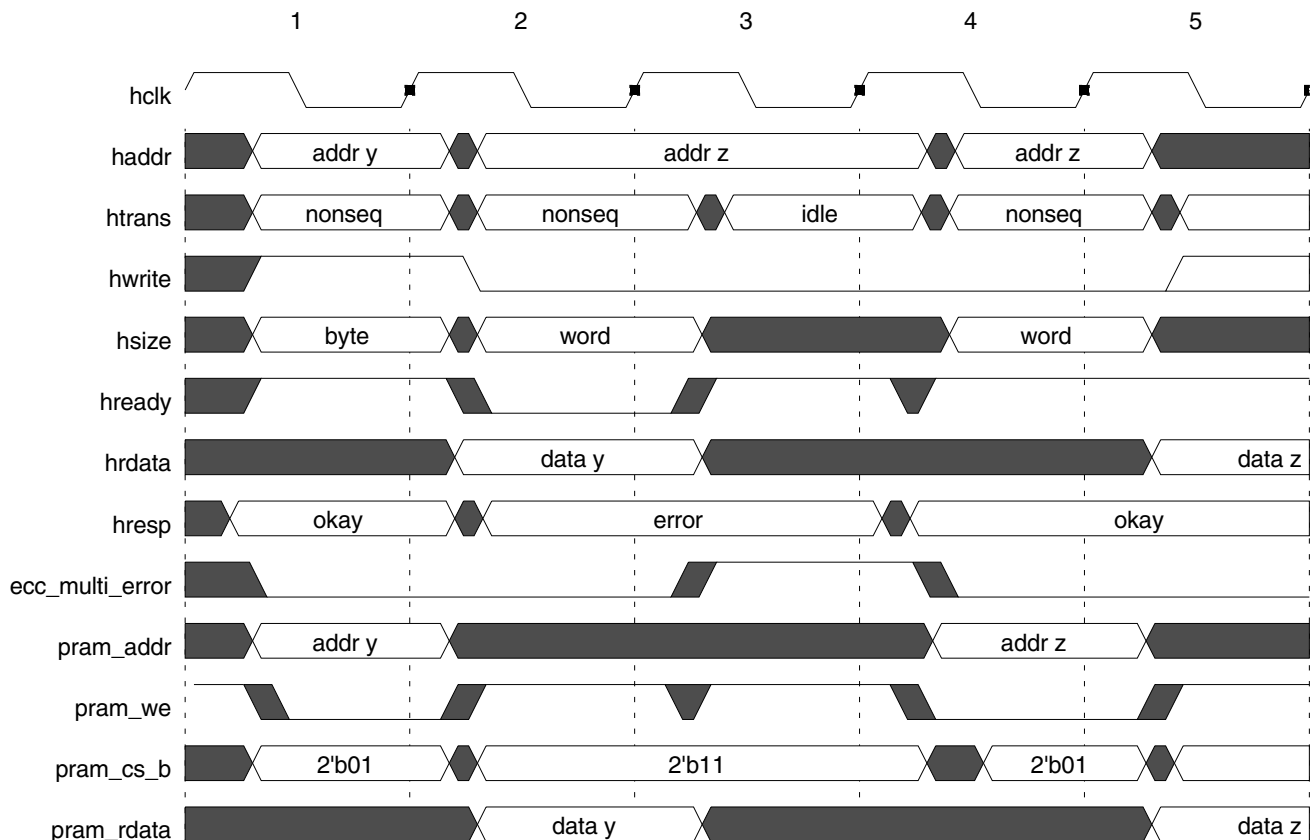 1 2 3 4 5
hclk
haddr addr y addr z addr z
htrans nonseq nonseq idle nonseq
hwrite
hsize byte word word
hready
hrdata data y data z
hresp okay error okay
ecc_multi_error
pram_addr addr y addr z
pram_we
pram_cs_b 2'b01 2'b11 2'b01
pram_rdata data y data z